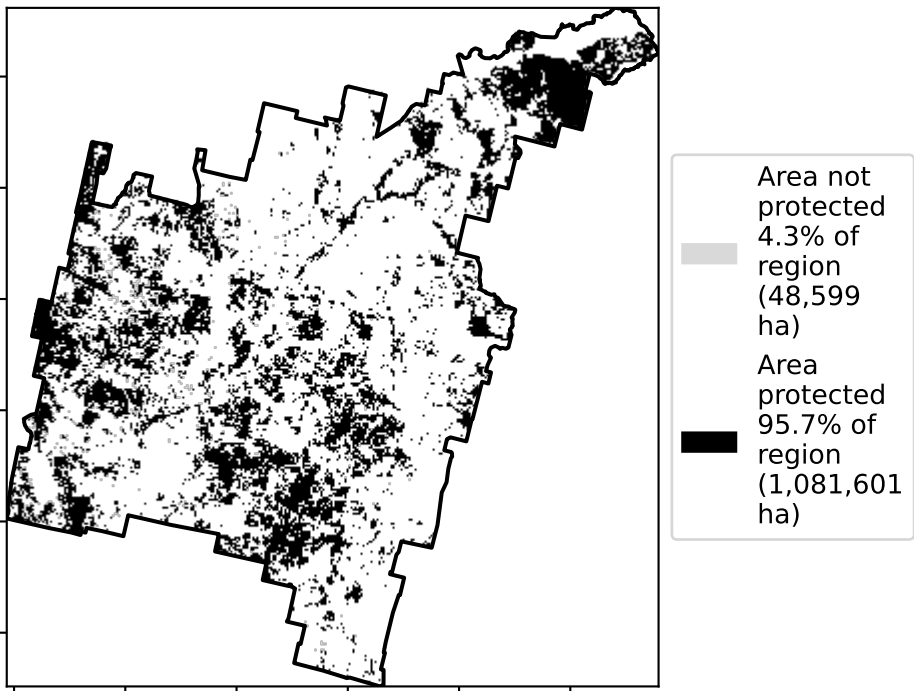 Area not
protected
4.3% of
region
(48,599
ha)
Area
protected
95.7% of
region
(1,081,601
ha)